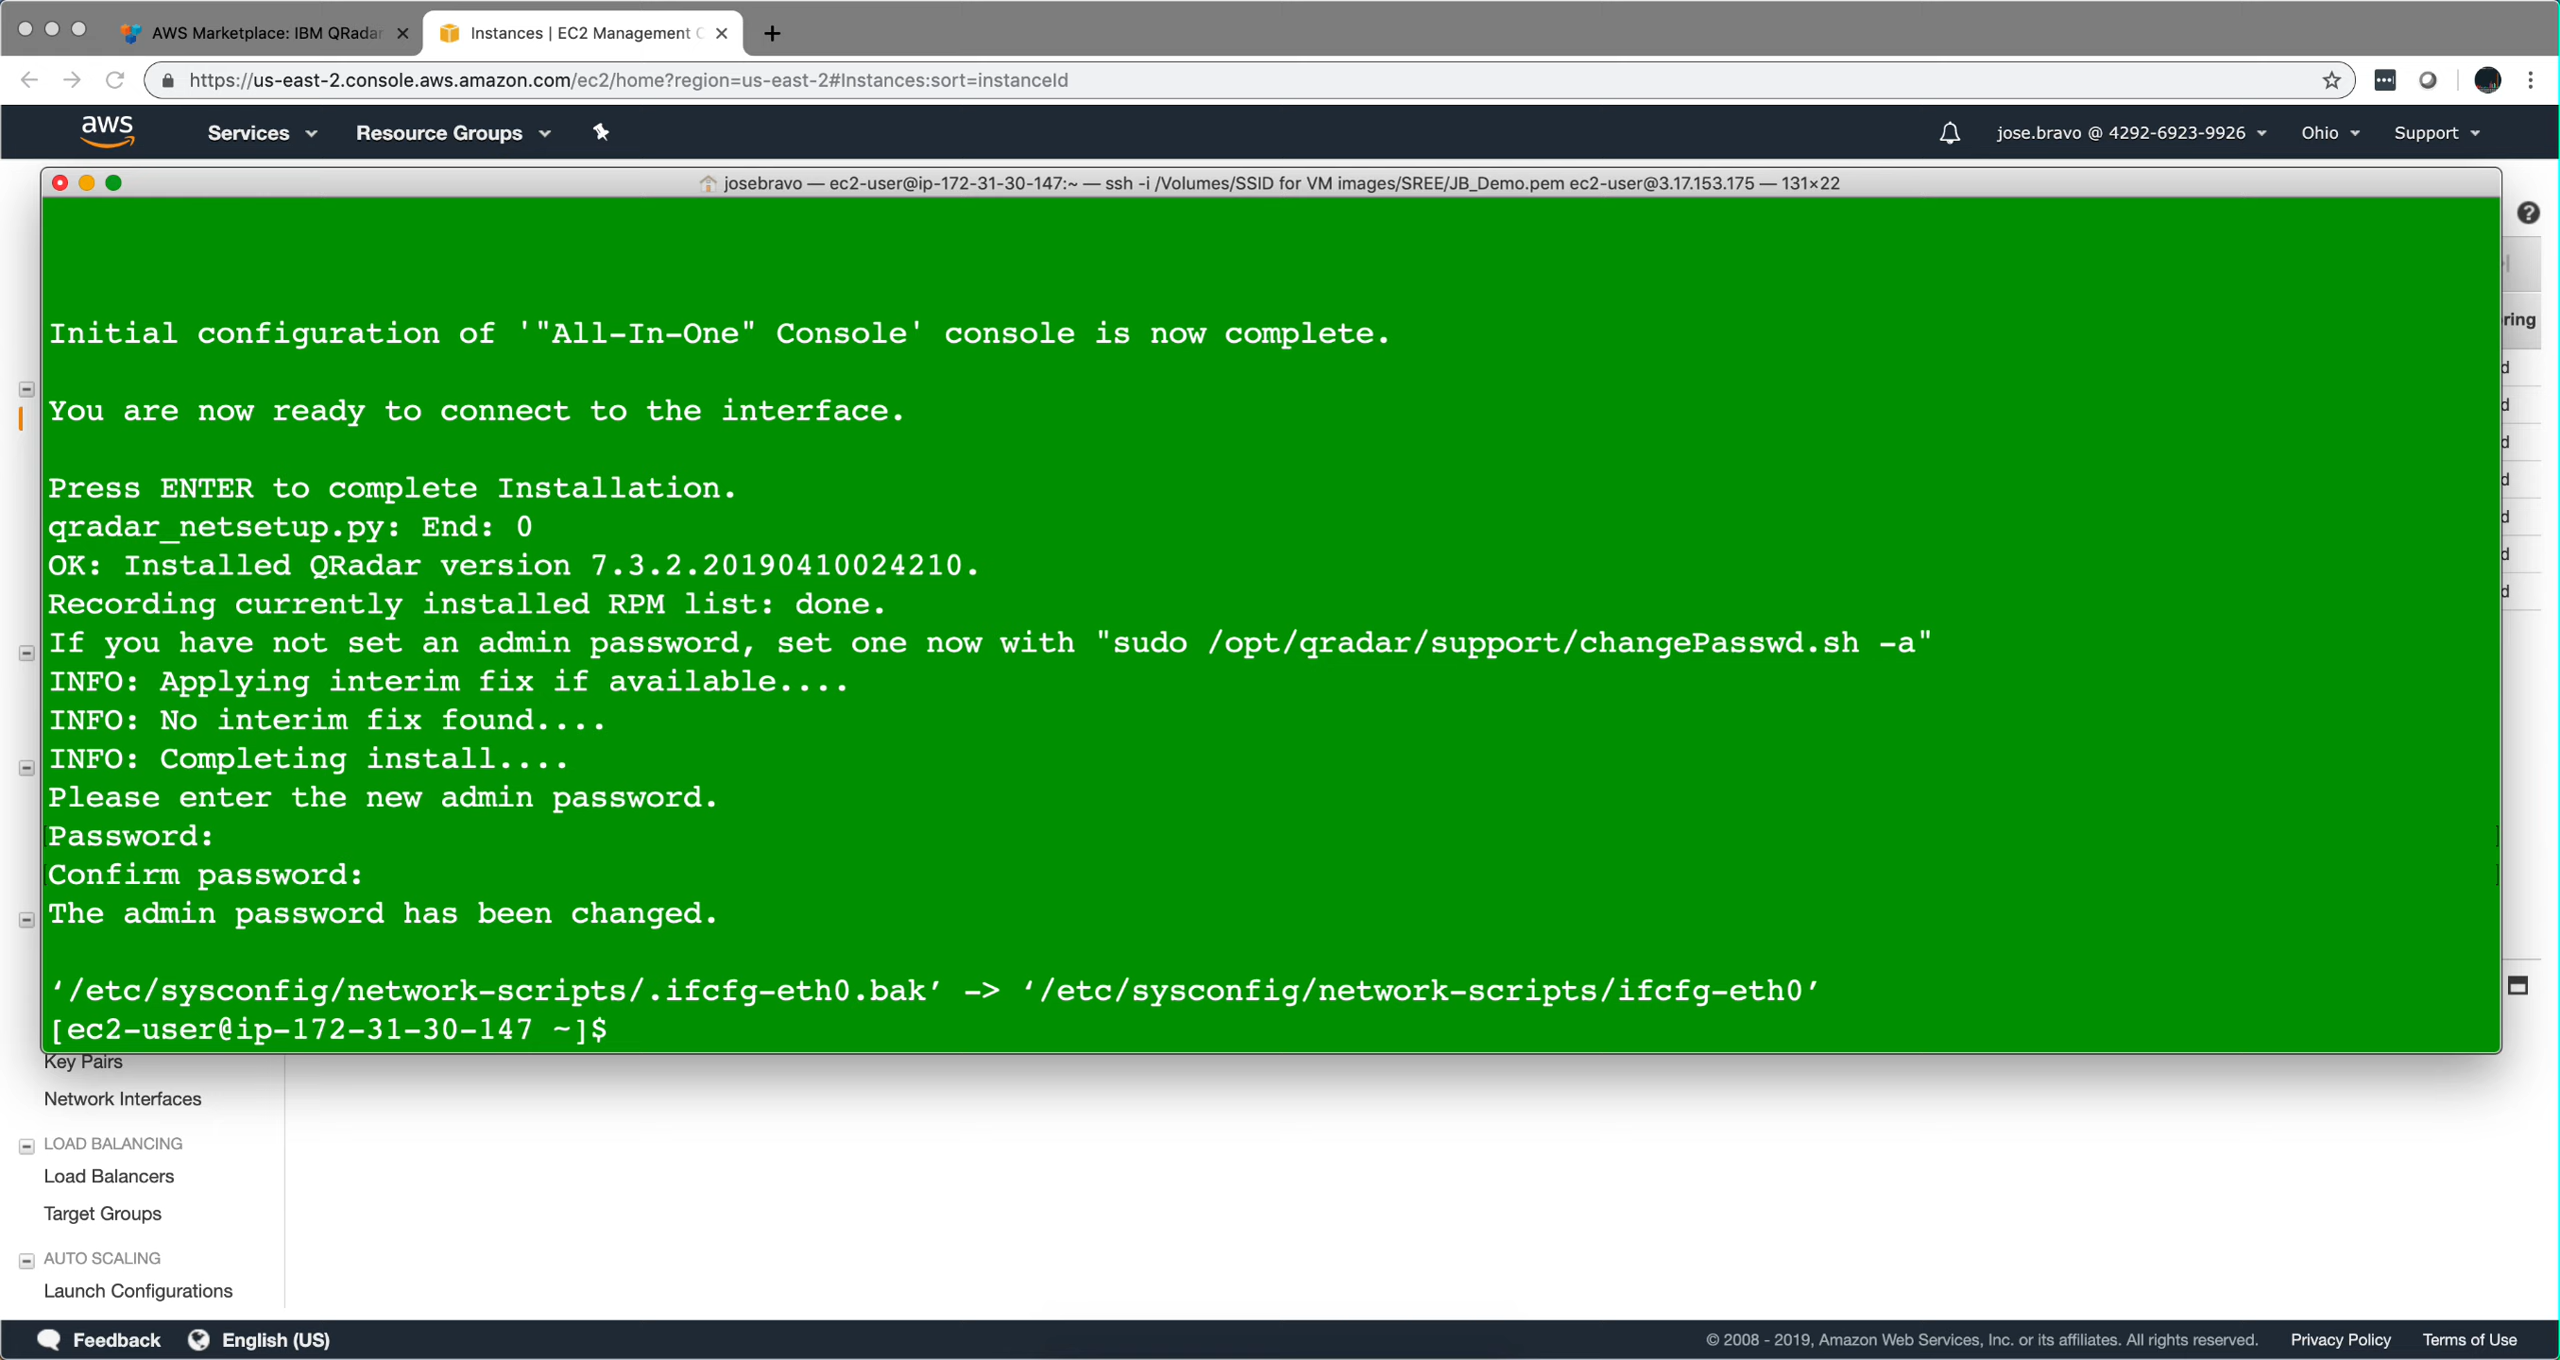 AWS Marketplace: IBM QRadar
Instances | EC2 Management C
https://us-east-2.console.aws.amazon.com/ec2/home?region=us-east-2#Instances:sort=instanceId
aws
Services
Resource Groups
jose.bravo @ 4292-6923-9926
Ohio
Support
josebravo — ec2-user@ip-172-31-30-147:~ — ssh -i /Volumes/SSID for VM images/SREE/JB_Demo.pem ec2-user@3.17.153.175 — 131×22
Initial configuration of '"All-In-One" Console' console is now complete.
You are now ready to connect to the interface.
Press ENTER to complete Installation.
qradar_netsetup.py: End: 0
OK: Installed QRadar version 7.3.2.20190410024210.
Recording currently installed RPM list: done.
If you have not set an admin password, set one now with "sudo /opt/qradar/support/changePasswd.sh -a"
INFO: Applying interim fix if available....
INFO: No interim fix found....
INFO: Completing install....
Please enter the new admin password.
Password:
Confirm password:
The admin password has been changed.
‘/etc/sysconfig/network-scripts/.ifcfg-eth0.bak’ -> ‘/etc/sysconfig/network-scripts/ifcfg-eth0’
[ec2-user@ip-172-31-30-147 ~]$
ring
d
d
d
d
d
d
d
Key Pairs
Network Interfaces
LOAD BALANCING
Load Balancers
Target Groups
AUTO SCALING
Launch Configurations
Feedback
English (US)
© 2008 - 2019, Amazon Web Services, Inc. or its affiliates. All rights reserved.
Privacy Policy
Terms of Use